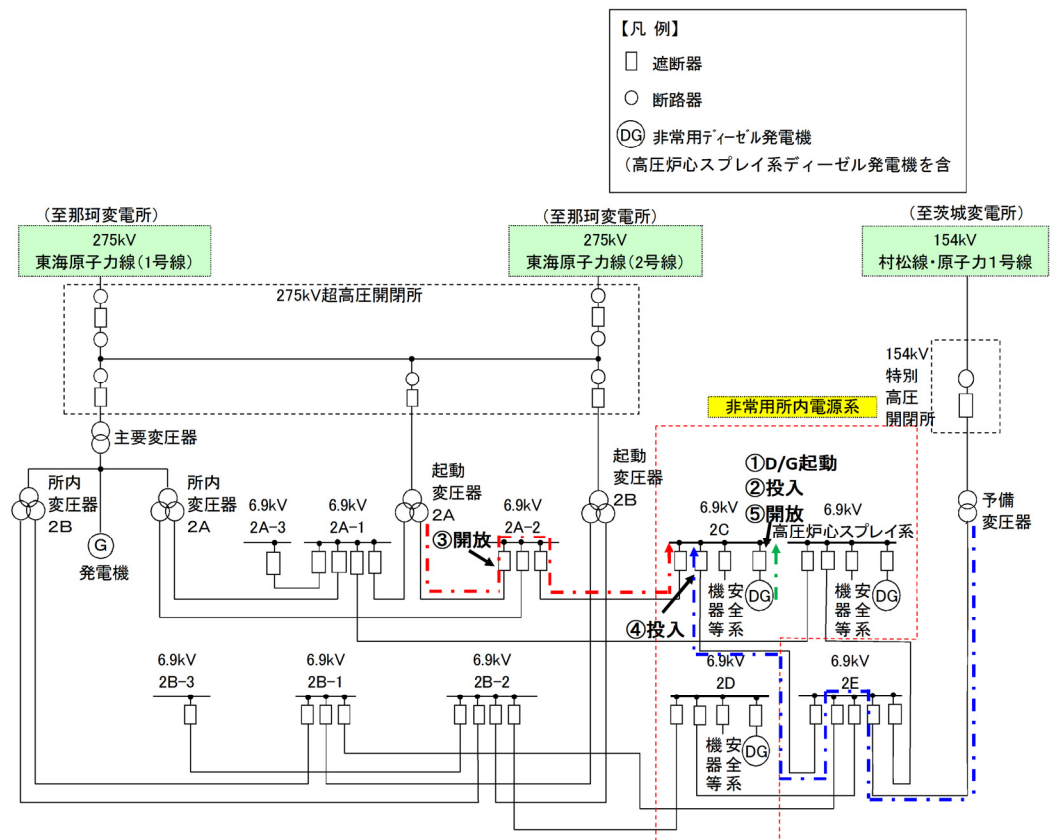 【凡 例】
遮断器
断路器
DG 非常用ディーゼル発電機
(高圧炉心スプレイ系ディーゼル発電機を含
(至那珂変電所)
275kV
東海原子力線(1号線)
(至那珂変電所)
275kV
東海原子力線(2号線)
(至茨城変電所)
154kV
村松線・原子力1号線
275kV超高圧開閉所
154kV
特別
高圧
開閉所
非常用所内電源系
主要変圧器
所内
変圧器
2B
所内
変圧器
2A
G
発電機
起動
変圧器
2A
起動
変圧器
2B
予備
変圧器
①D/G起動
②投入
⑤開放
③開放
④投入
6.9kV
2A-3
6.9kV
2A-1
6.9kV
2A-2
6.9kV
2C
6.9kV
高圧炉心スプレイ系
機器等
安全系
DG
機器等
安全系
DG
6.9kV
2B-3
6.9kV
2B-1
6.9kV
2B-2
6.9kV
2D
6.9kV
2E
機器等
安全系
DG